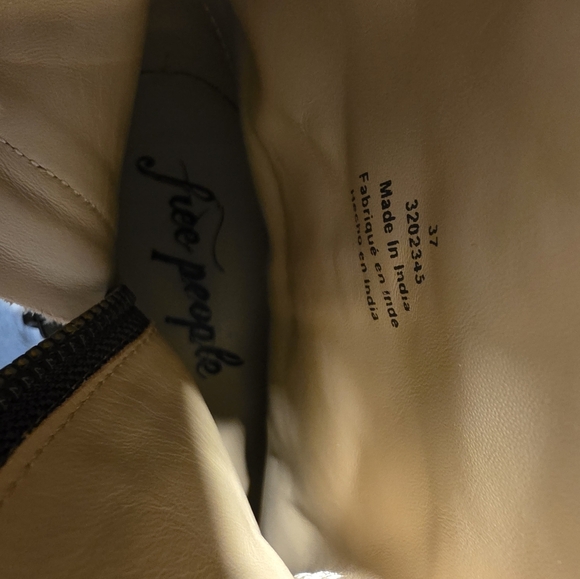 free people
37
3202345
Made In India
Fabriqué en Inde
Hecho en India